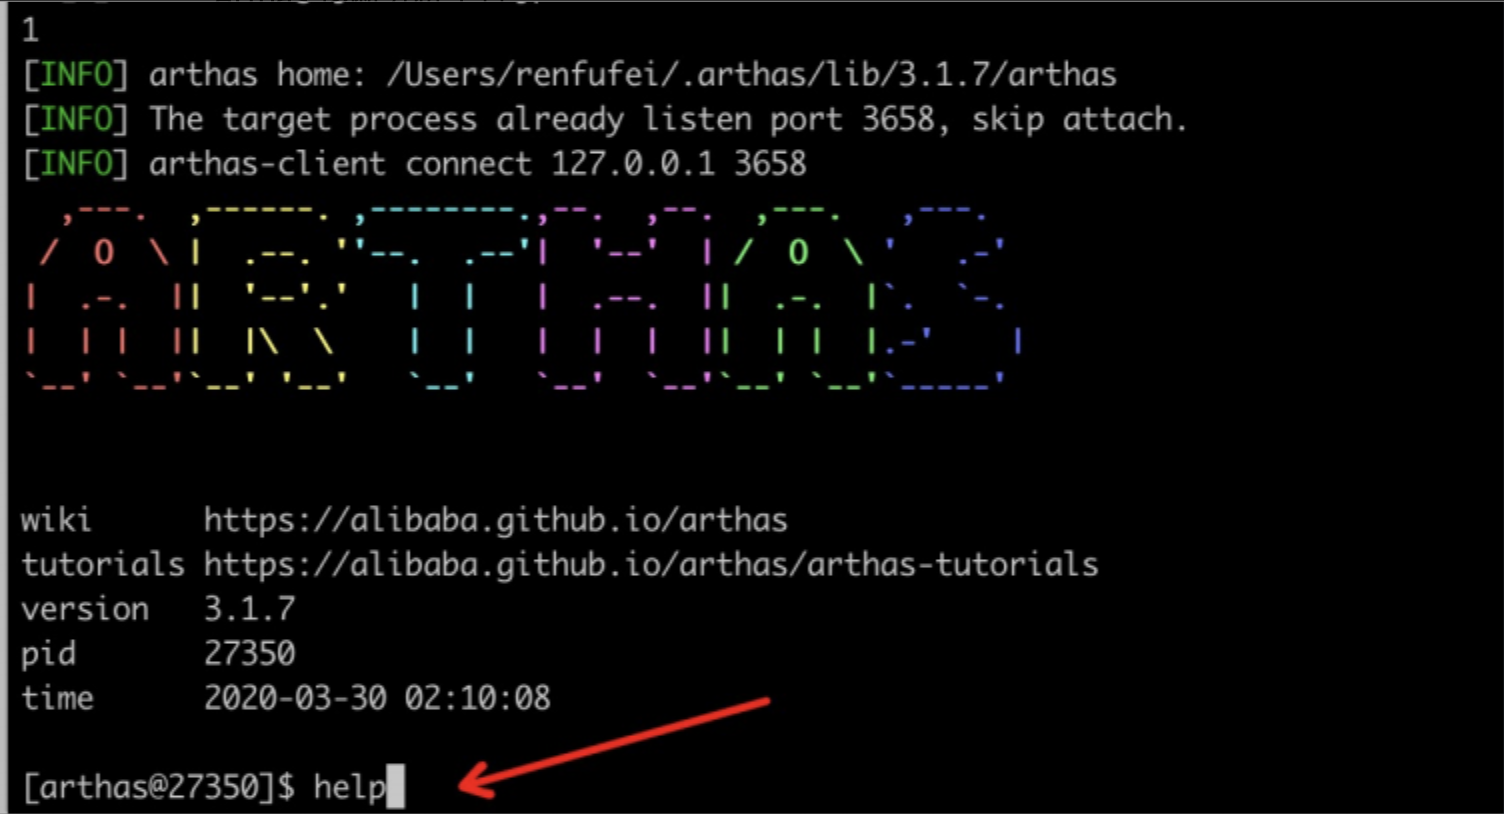 1
[INFO] arthas home: /Users/renfufei/.arthas/lib/3.1.7/arthas
[INFO] The target process already listen port 3658, skip attach.
[INFO] arthas-client connect 127.0.0.1 3658
ARTHAS
wiki https://alibaba.github.io/arthas
tutorials https://alibaba.github.io/arthas/arthas-tutorials
version 3.1.7
pid 27350
time 2020-03-30 02:10:08
[arthas@27350]$ help